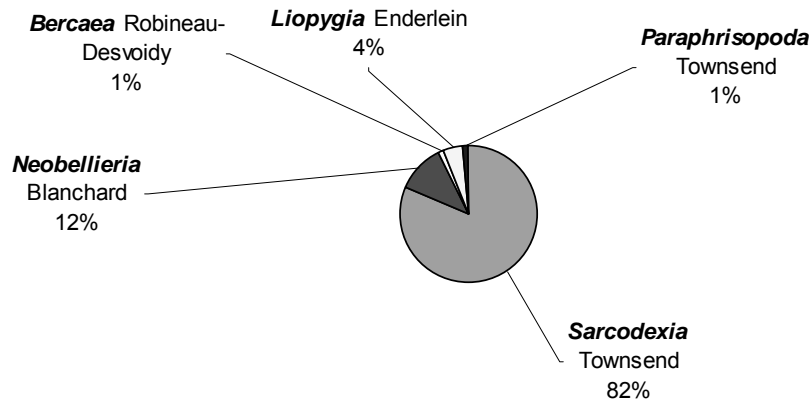 Bercaea Robineau-
Desvoidy
1%
Liopygia Enderlein
4%
Paraphrisopoda
Townsend
1%
Neobellieria
Blanchard
12%
Sarcodexia
Townsend
82%